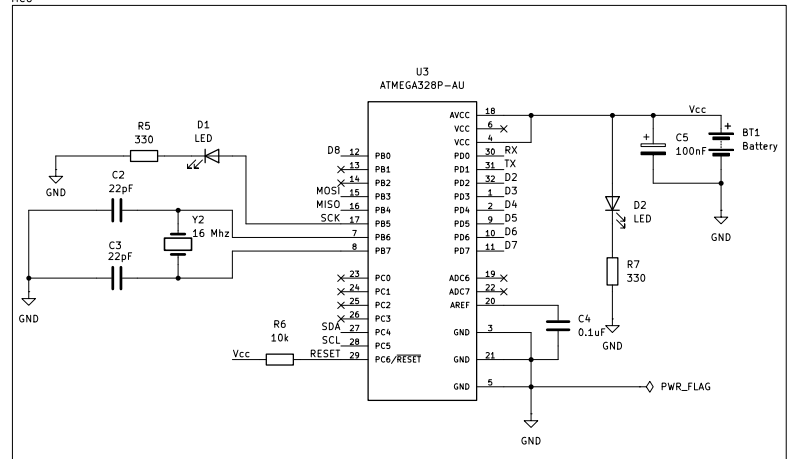 U3
ATMEGA328P-AU
R5
330
D1
LED
GND
C2
22pF
Y2
16 Mhz
C3
22pF
GND
R6
10k
Vcc
D8 12 PB0
13 PB1
14 PB2
MOSI 15 PB3
MISO 16 PB4
SCK 17 PB5
7 PB6
8 PB7
23 PC0
24 PC1
25 PC2
26 PC3
SDA 27 PC4
SCL 28 PC5
RESET 29 PC6/RESET
AVCC 18
VCC 6
VCC 4
PD0 30 RX
PD1 31 TX
PD2 32 D2
PD3 1 D3
PD4 2 D4
PD5 9 D5
PD6 10 D6
PD7 11 D7
ADC6 19
ADC7 22
AREF 20
GND 3
GND 21
GND 5
C4
0.1uF
GND
PWR_FLAG
D2
LED
R7
330
GND
Vcc
+
C5
100nF
+
BT1
Battery
GND